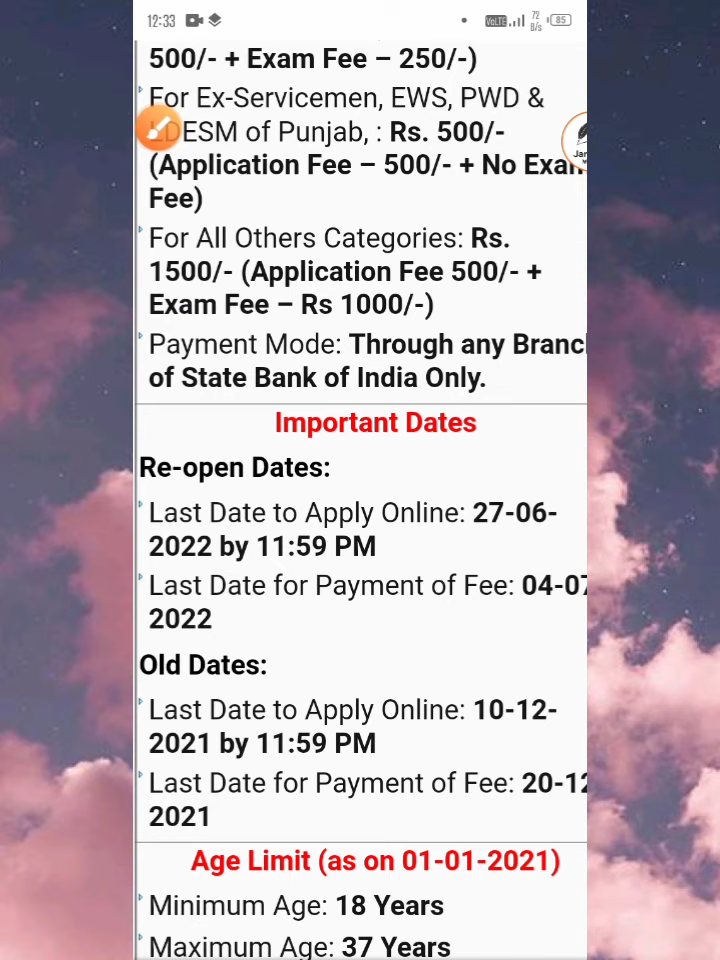 12:33
VoLTE 72 B/s 85
500/- + Exam Fee – 250/-)
For Ex-Servicemen, EWS, PWD &
LDESM of Punjab, : Rs. 500/-
(Application Fee – 500/- + No Exam
Fee)
For All Others Categories: Rs.
1500/- (Application Fee 500/- +
Exam Fee – Rs 1000/-)
Payment Mode: Through any Branch
of State Bank of India Only.
Important Dates
Re-open Dates:
Last Date to Apply Online: 27-06-
2022 by 11:59 PM
Last Date for Payment of Fee: 04-07
2022
Old Dates:
Last Date to Apply Online: 10-12-
2021 by 11:59 PM
Last Date for Payment of Fee: 20-12
2021
Age Limit (as on 01-01-2021)
Minimum Age: 18 Years
Maximum Age: 37 Years